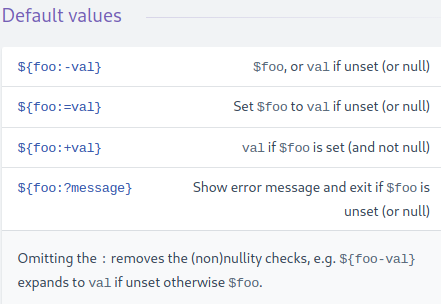 Default values
${foo:-val} $foo, or val if unset (or null)
${foo:=val} Set $foo to val if unset (or null)
${foo:+val} val if $foo is set (and not null)
${foo:?message} Show error message and exit if $foo is
unset (or null)
Omitting the : removes the (non)nullity checks, e.g. ${foo-val}
expands to val if unset otherwise $foo.